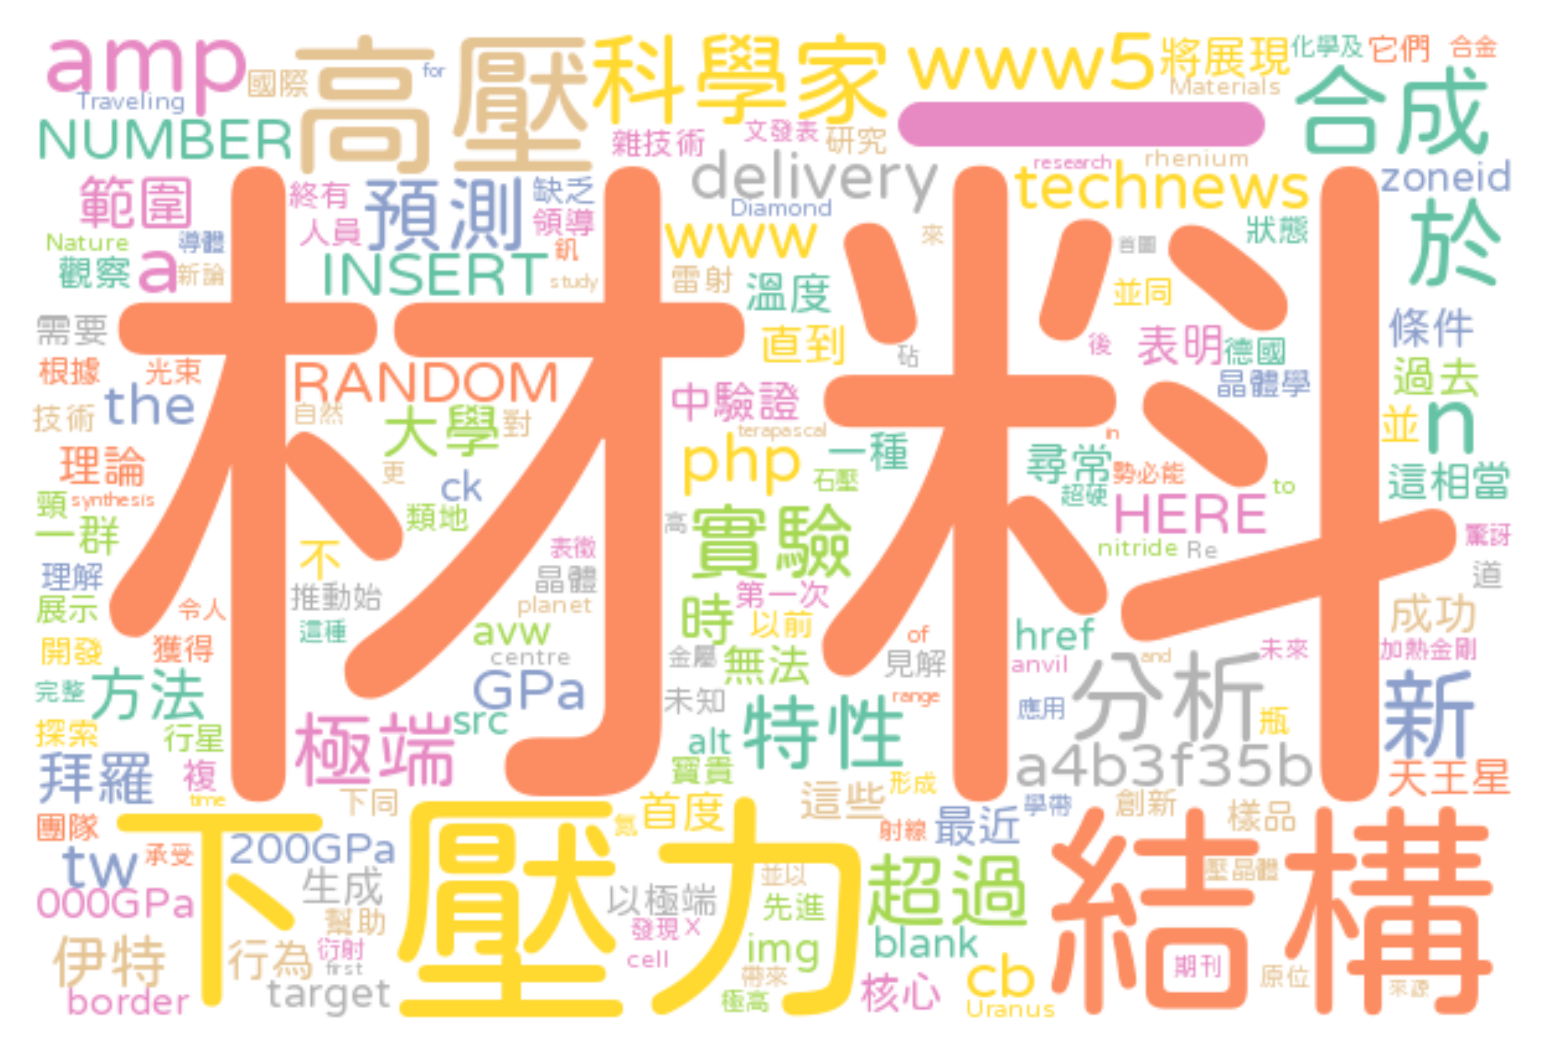 amp
國際
高壓
for
科學家
www5
將展現
化學及
它們
合金
Traveling
Materials
合成
NUMBER
雜技術
文發表
研究
research
rhenium
範圍
終有
預測
缺乏
delivery
technews
zoneid
人員
領導
Diamond
於
Nature
導體
釩
www
來
首圖
狀態
觀察
a
新論
INSERT
study
雷射
溫度
並同
材料
需要
直到
砧
後
表明
德國
條件
根據
光束
RANDOM
晶體學
過去
技術
the
自然
大學
對
中驗證
terapascal
in
並
n
理論
更
php
一種
尋常
勢必能
頸
synthesis
ck
石墨
超硬
to
這相當
一群
類地
高
實驗
HERE
nitride
Re
驚訝
理解
不
表徵
晶體
道
展示
令人
推動始
planet
第一次
成功
這種
avw
時
以前
of
href
開發
獲得
centre
金屬
無法
見解
anvil
and
未來
加熱金剛
完整
方法
GPa
未知
range
應用
分析
瓶
新
探索
行星
極端
src
alt
特性
拜羅
複
寶貴
a4b3f35b
天王星
time
下同
這些
形成
團隊
氮
首度
射線
最近
學帶
創新
樣品
下壓力
結構
tw
承受
200GPa
並以
超過
壓晶體
000GPa
生成
以極端
先進
幫助
發現X
伊特
行為
衍射
img
blank
first
cell
帶來
cb
期刊
原位
border
target
極高
核心
Uranus
來源